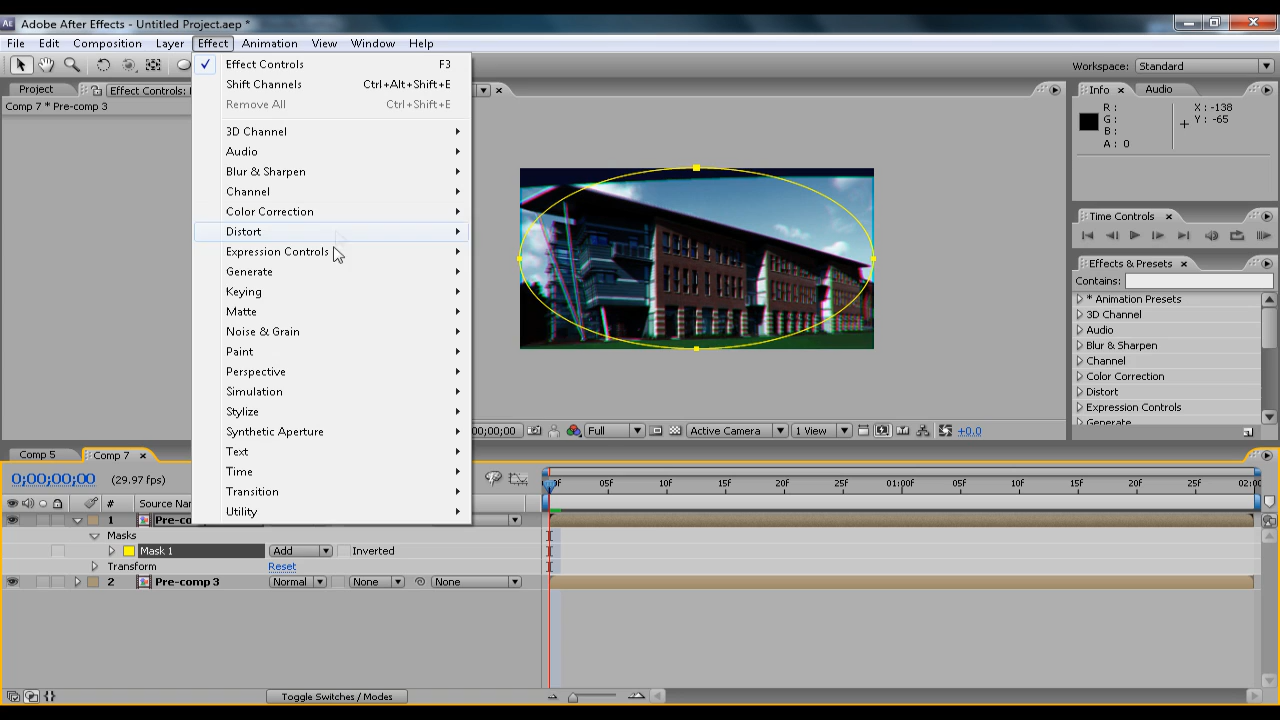 Adobe After Effects - Untitled Project.aep *
File Edit Composition Layer Effect Animation View Window Help
Workspace: Standard
Project
Effect Controls:
Comp 7 * Pre-comp 3
Effect Controls F3
Shift Channels Ctrl+Alt+Shift+E
Remove All Ctrl+Shift+E
3D Channel
Audio
Blur & Sharpen
Channel
Color Correction
Distort
Expression Controls
Generate
Keying
Matte
Noise & Grain
Paint
Perspective
Simulation
Stylize
Synthetic Aperture
Text
Time
Transition
Utility
Info Audio
R :
G :
B :
A : 0
X : -138
Y : -65
Time Controls
Effects & Presets
Contains:
* Animation Presets
3D Channel
Audio
Blur & Sharpen
Channel
Color Correction
Distort
Expression Controls
Generate
00;00 Full Active Camera 1 View +0.0
Comp 5 Comp 7
0;00;00;00 (29.97 fps)
# Source Na
05f 10f 15f 20f 25f 01:00f 05f 10f 15f 20f 25f 02:0
1 Pre-co
Masks
Mask 1 Add Inverted
Transform Reset
2 Pre-comp 3 Normal None None
Toggle Switches / Modes